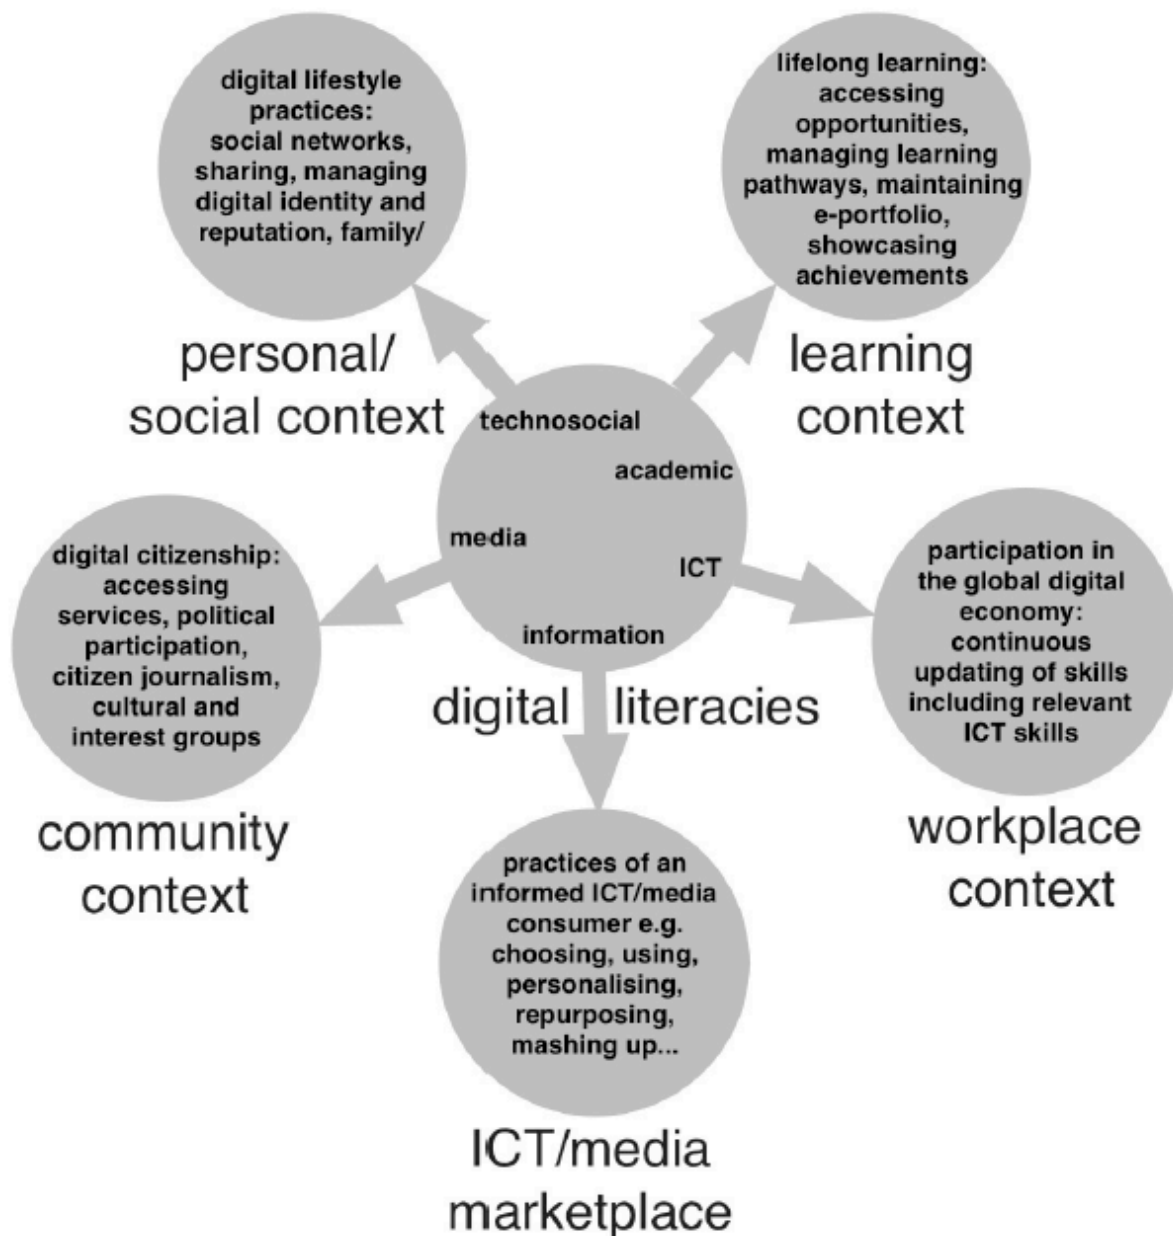 digital lifestyle
practices:
social networks,
sharing, managing
digital identity and
reputation, family/
personal/
social context
lifelong learning:
accessing
opportunities,
managing learning
pathways, maintaining
e-portfolio,
showcasing
achievements
learning
context
technosocial
academic
media
ICT
information
digital literacies
digital citizenship:
accessing
services, political
participation,
citizen journalism,
cultural and
interest groups
community
context
participation in
the global digital
economy:
continuous
updating of skills
including relevant
ICT skills
workplace
context
practices of an
informed ICT/media
consumer e.g.
choosing, using,
personalising,
repurposing,
mashing up...
ICT/media
marketplace